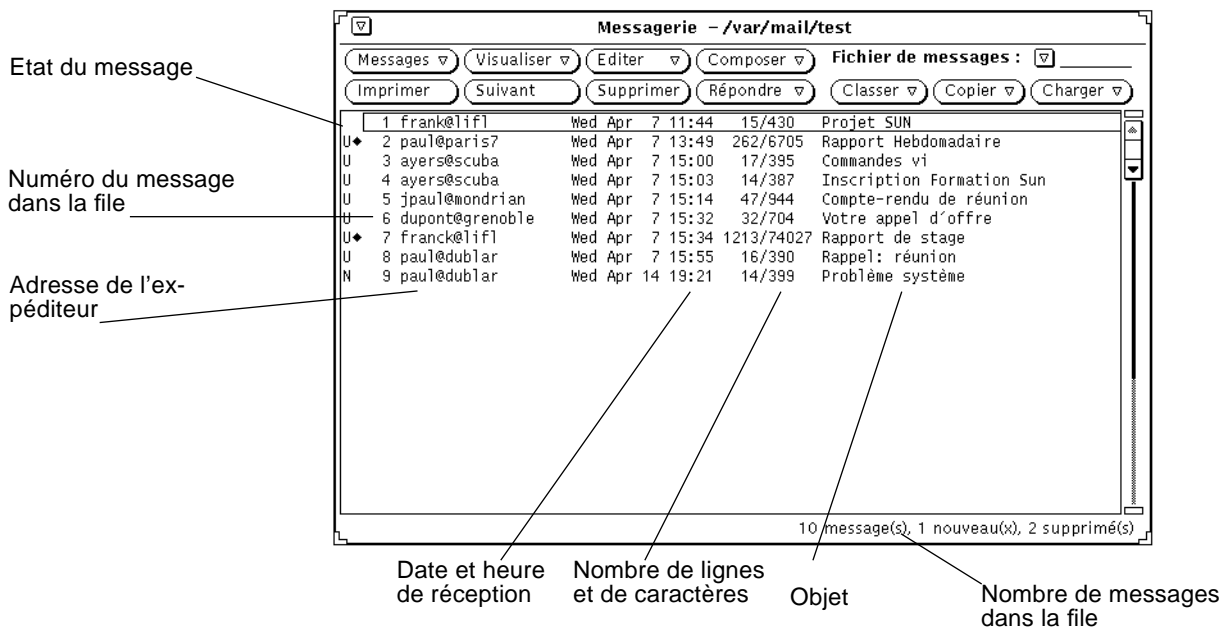 Messagerie - /var/mail/test
Messages Visualiser Editer Composer Fichier de messages :
Imprimer Suivant Supprimer Répondre Classer Copier Charger
Etat du message
1 frank@lifl Wed Apr 7 11:44 15/430 Projet SUN
U◆ 2 paul@paris7 Wed Apr 7 13:49 262/6705 Rapport Hebdomadaire
U 3 ayers@scuba Wed Apr 7 15:00 17/395 Commandes vi
U 4 ayers@scuba Wed Apr 7 15:03 14/387 Inscription Formation Sun
U 5 jpaul@mondrian Wed Apr 7 15:14 47/944 Compte-rendu de réunion
U 6 dupont@grenoble Wed Apr 7 15:32 32/704 Votre appel d´offre
U◆ 7 franck@lifl Wed Apr 7 15:34 1213/74027 Rapport de stage
U 8 paul@dublar Wed Apr 7 15:55 16/390 Rappel: réunion
N 9 paul@dublar Wed Apr 14 19:21 14/399 Problème système
Numéro du message
dans la file
Adresse de l'ex-
péditeur
10 message(s), 1 nouveau(x), 2 supprimé(s)
Date et heure
de réception
Nombre de lignes
et de caractères
Objet
Nombre de messages
dans la file